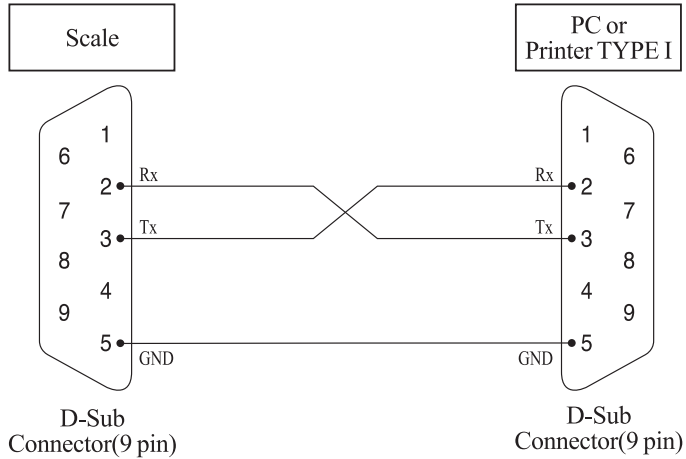 Scale
PC or
Printer TYPE I
1
6
2
Rx
7
3
Tx
8
4
9
5
GND
1
6
Rx
2
7
Tx
3
8
4
9
GND
5
D-Sub
Connector(9 pin)
D-Sub
Connector(9 pin)